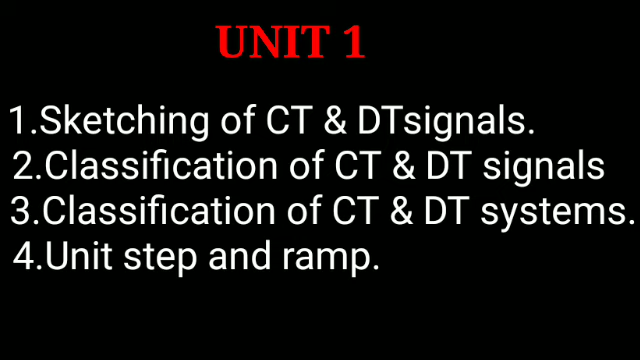 UNIT 1
1.Sketching of CT & DTsignals.
2.Classification of CT & DT signals
3.Classification of CT & DT systems.
4.Unit step and ramp.